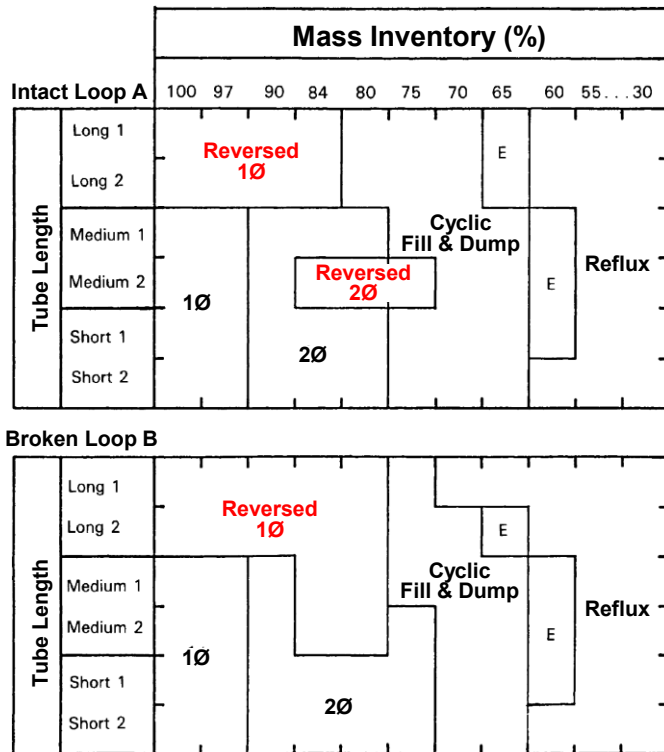 Mass Inventory (%)
Intact Loop A
100 97 90 84 80 75 70 65 60 55...30
Tube Length
Long 1
Long 2
Medium 1
Medium 2
Short 1
Short 2
Reversed
1Ø
E
Cyclic
Fill & Dump
Reversed
2Ø
E
Reflux
1Ø
2Ø
Broken Loop B
Tube Length
Long 1
Long 2
Medium 1
Medium 2
Short 1
Short 2
Reversed
1Ø
E
Cyclic
Fill & Dump
Reflux
E
1Ø
2Ø